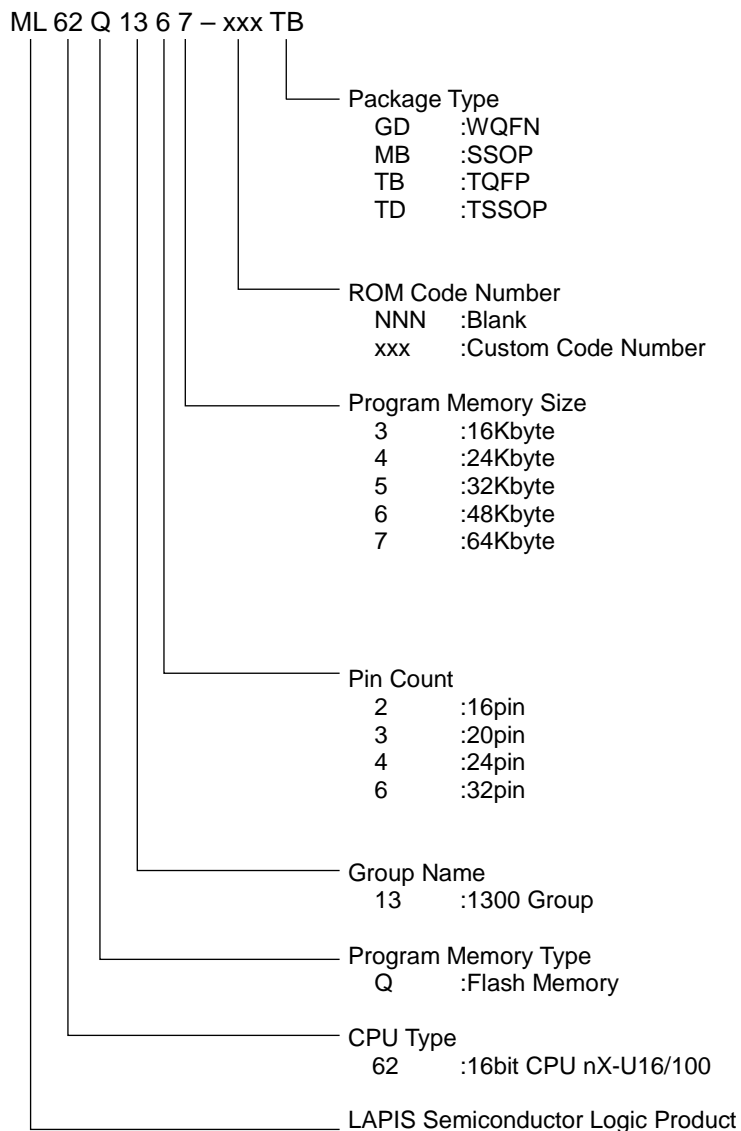 ML 62 Q 13 6 7 – xxx TB
Package Type
GD :WQFN
MB :SSOP
TB :TQFP
TD :TSSOP
ROM Code Number
NNN :Blank
xxx :Custom Code Number
Program Memory Size
3 :16Kbyte
4 :24Kbyte
5 :32Kbyte
6 :48Kbyte
7 :64Kbyte
Pin Count
2 :16pin
3 :20pin
4 :24pin
6 :32pin
Group Name
13 :1300 Group
Program Memory Type
Q :Flash Memory
CPU Type
62 :16bit CPU nX-U16/100
LAPIS Semiconductor Logic Product